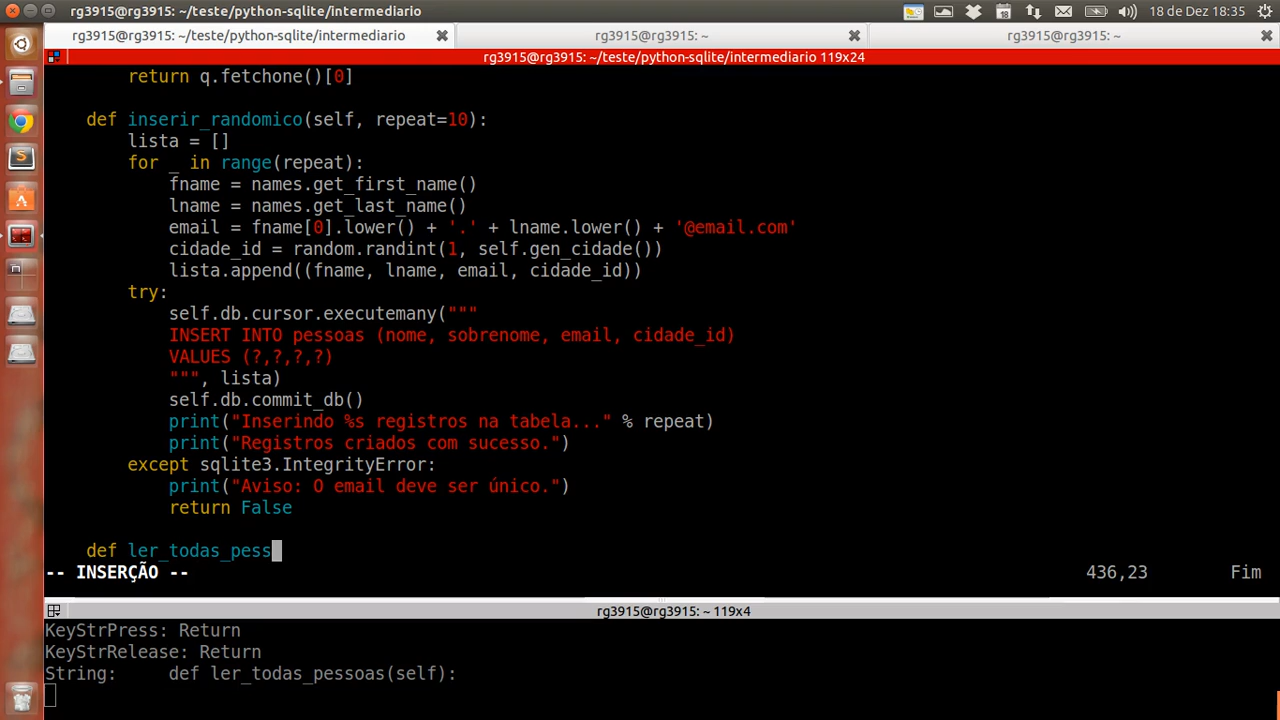 rg3915@rg3915: ~/teste/python-sqlite/intermediario
18 de Dez 18:35
rg3915@rg3915: ~/teste/python-sqlite/intermediario
rg3915@rg3915: ~
rg3915@rg3915: ~
rg3915@rg3915: ~/teste/python-sqlite/intermediario 119x24
return q.fetchone()[0]
def inserir_randomico(self, repeat=10):
lista = []
for _ in range(repeat):
fname = names.get_first_name()
lname = names.get_last_name()
email = fname[0].lower() + '.' + lname.lower() + '@email.com'
cidade_id = random.randint(1, self.gen_cidade())
lista.append((fname, lname, email, cidade_id))
try:
self.db.cursor.executemany("""
INSERT INTO pessoas (nome, sobrenome, email, cidade_id)
VALUES (?,?,?,?)
""", lista)
self.db.commit_db()
print("Inserindo %s registros na tabela..." % repeat)
print("Registros criados com sucesso.")
except sqlite3.IntegrityError:
print("Aviso: O email deve ser único.")
return False
def ler_todas_pess
-- INSERÇÃO --
436,23
Fim
rg3915@rg3915: ~ 119x4
KeyStrPress: Return
KeyStrRelease: Return
String: def ler_todas_pessoas(self):